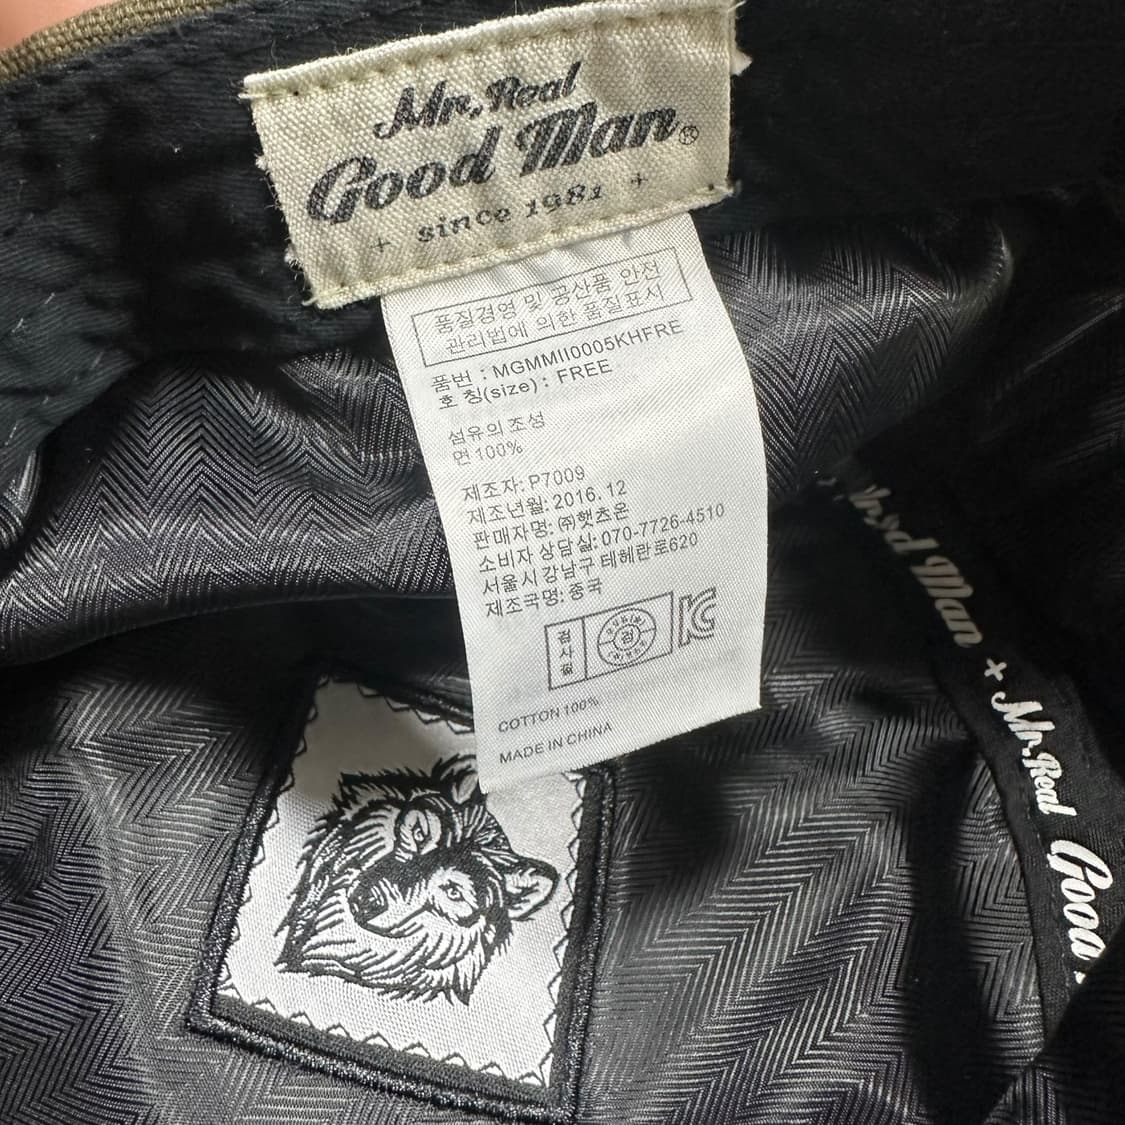 Mr. Real
Good Man®
+ since 1981 +
품질경영 및 공산품 안전
관리법에 의한 품질표시
품번 : MGMMII0005KHFRE
호 칭(size) : FREE
섬유의 조성
면 100%
제조자: P7009
제조년월: 2016. 12
판매자명: ㈜햇츠온
소비자 상담실: 070-7726-4510
서울시 강남구 테헤란로620
제조국명: 중국
검사필
검
KC
COTTON 100%
MADE IN CHINA
Man + Mr. Real Good